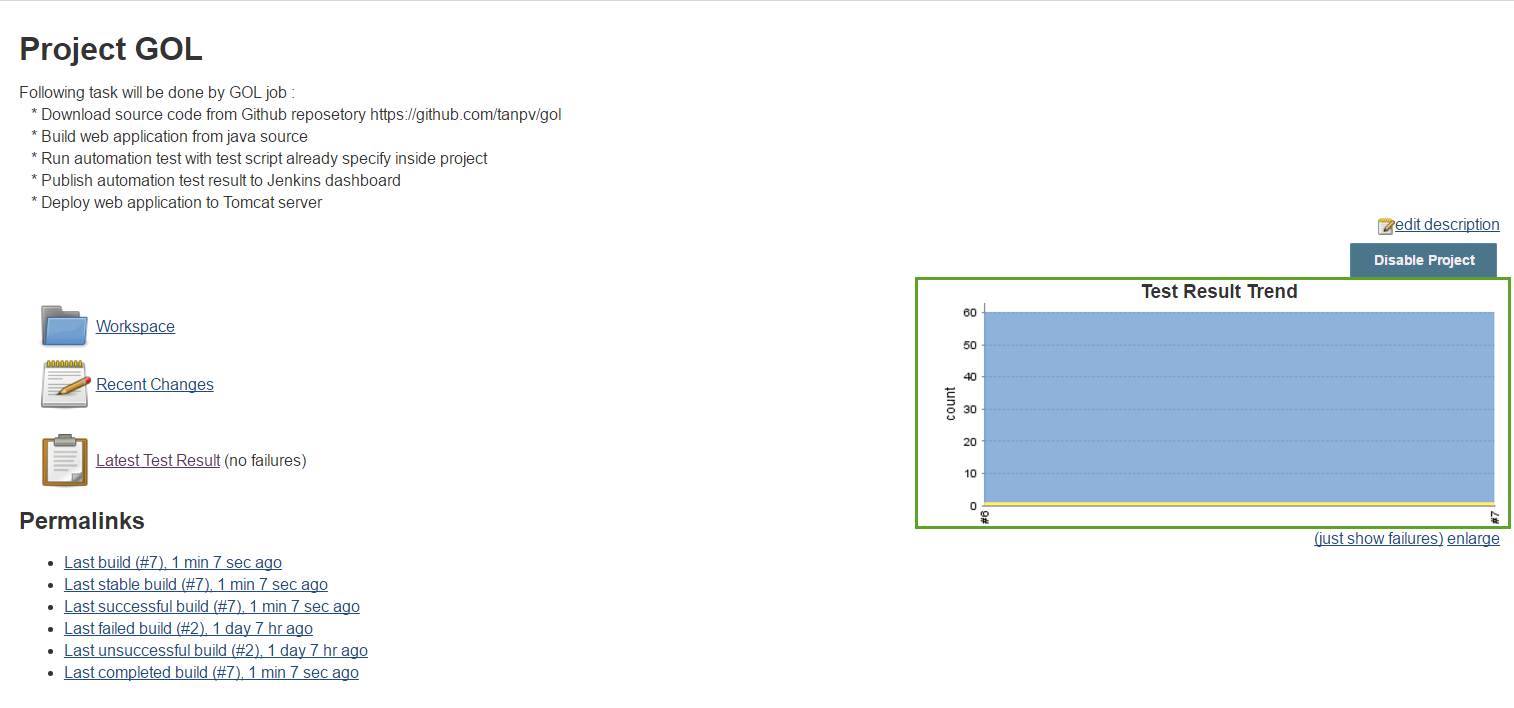 Project GOL
Following task will be done by GOL job :
* Download source code from Github reposetory https://github.com/tanpv/gol
* Build web application from java source
* Run automation test with test script already specify inside project
* Publish automation test result to Jenkins dashboard
* Deploy web application to Tomcat server
edit description
Disable Project
Workspace
Recent Changes
Latest Test Result (no failures)
Test Result Trend
count
60
50
40
30
20
10
0
#6
#7
(just show failures) enlarge
Permalinks
• Last build (#7), 1 min 7 sec ago
• Last stable build (#7), 1 min 7 sec ago
• Last successful build (#7), 1 min 7 sec ago
• Last failed build (#2), 1 day 7 hr ago
• Last unsuccessful build (#2), 1 day 7 hr ago
• Last completed build (#7), 1 min 7 sec ago